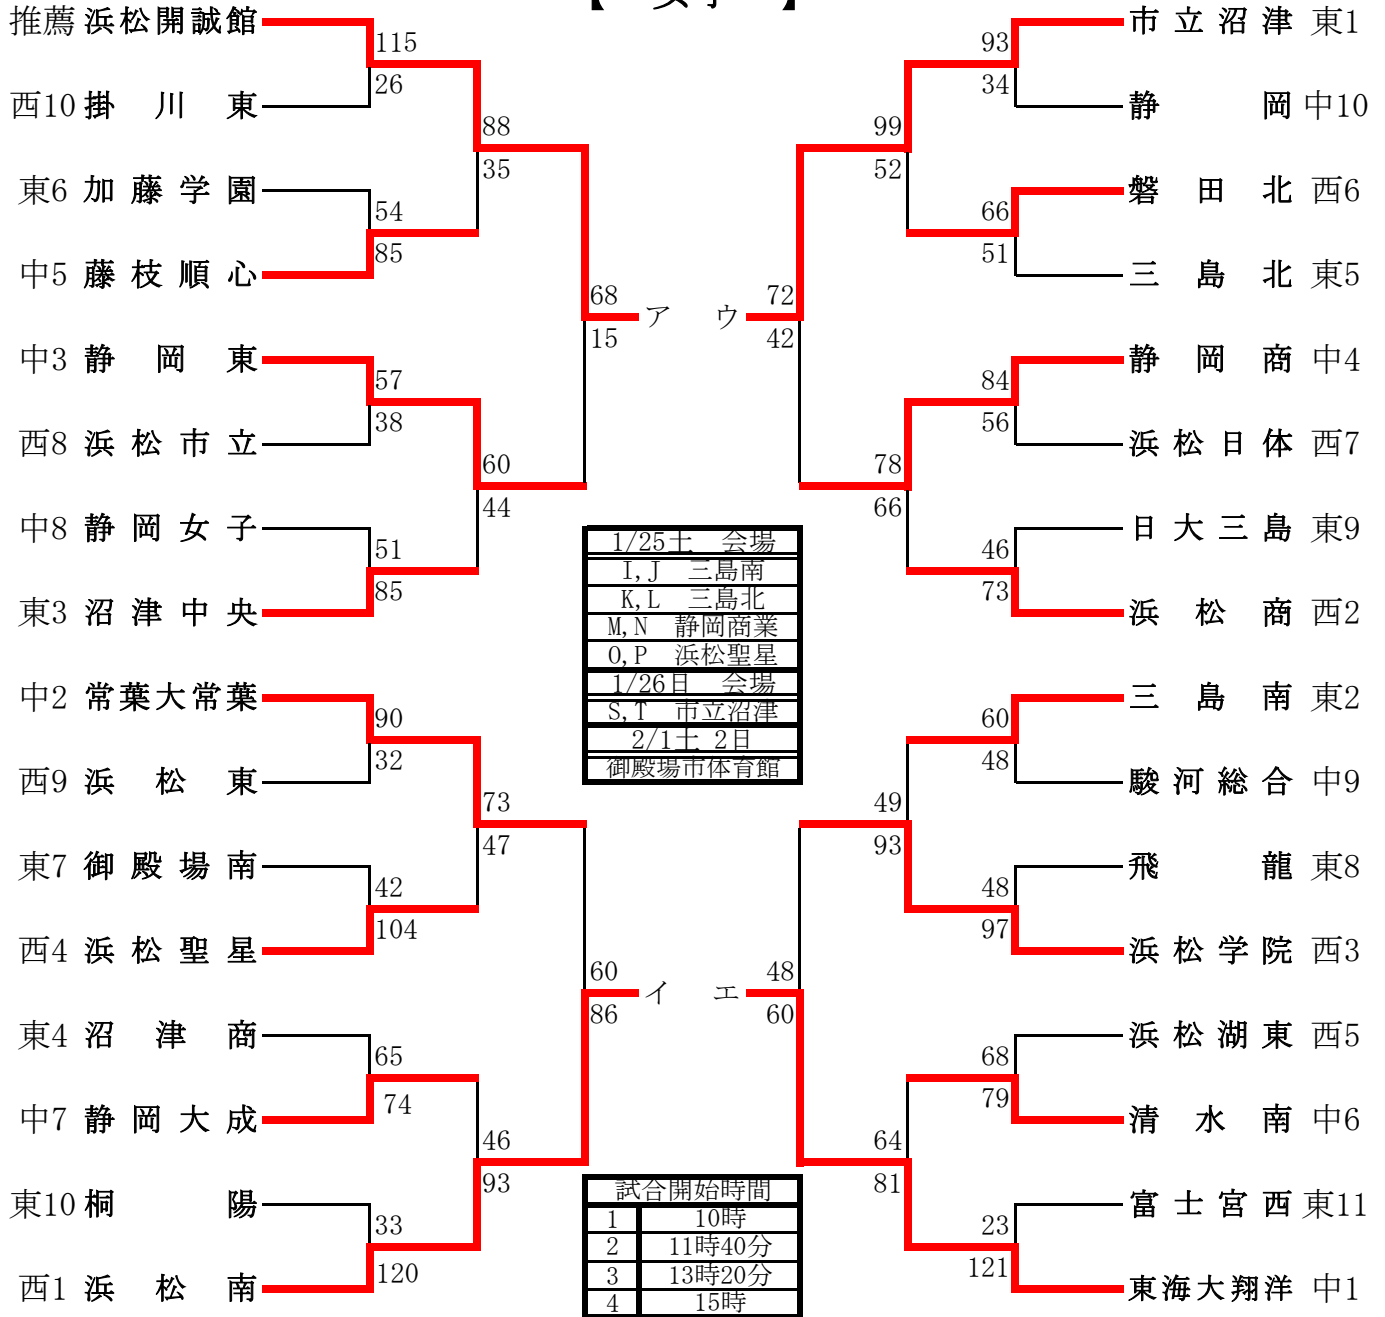 【 女子 】
推薦 浜松開誠館
115
26
西10 掛川東
88
35
東6 加藤学園
54
85
中5 藤枝順心
68
15
ア
中3 静岡東
57
38
西8 浜松市立
60
44
中8 静岡女子
51
85
東3 沼津中央
中2 常葉大常葉
90
32
西9 浜松東
73
47
東7 御殿場南
42
104
西4 浜松聖星
60
86
イ
東4 沼津商
65
74
中7 静岡大成
46
93
東10 桐陽
33
120
西1 浜松南
1/25土 会場
I,J 三島南
K,L 三島北
M,N 静岡商業
O,P 浜松聖星
1/26日 会場
S,T 市立沼津
2/1土 2日
御殿場市体育館
試合開始時間
1 10時
2 11時40分
3 13時20分
4 15時
市立沼津 東1
93
34
静岡 中10
99
52
磐田北 西6
66
51
三島北 東5
ウ
72
42
静岡商 中4
84
56
浜松日体 西7
78
66
日大三島 東9
46
73
浜松商 西2
三島南 東2
60
48
駿河総合 中9
49
93
飛龍 東8
48
97
浜松学院 西3
エ
48
60
浜松湖東 西5
68
79
清水南 中6
64
81
富士宮西 東11
23
121
東海大翔洋 中1